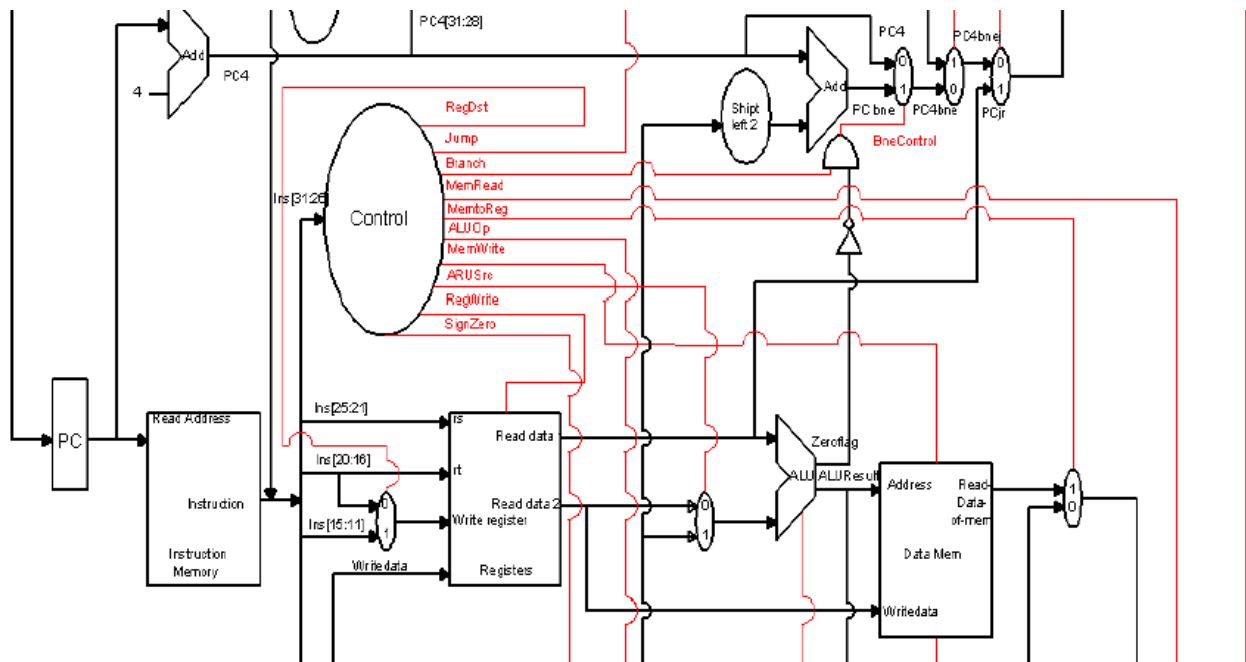 PC4[31:28]
PC4
PC4bne
Add
PC4
4
0
1
1
0
0
1
Add
Shipt
left 2
PC bne
PC4bne
PCjr
RegDst
BneControl
Jump
Branch
MemRead
Ins[31:26]
MemtoReg
Control
ALUOp
MemWrite
ARUSrc
RegWrite
SignZero
Ins[25:21]
Read Address
rs
PC
Read data
Zeroflag
Ins[20:16]
rt
ALU
ALUResult
Address
Read-
Data-
of-mem
1
0
Instruction
0
1
Read data 2
0
1
Ins[15:11]
Write register
Instruction
Memory
Data Mem
Writedata
Registers
Writedata